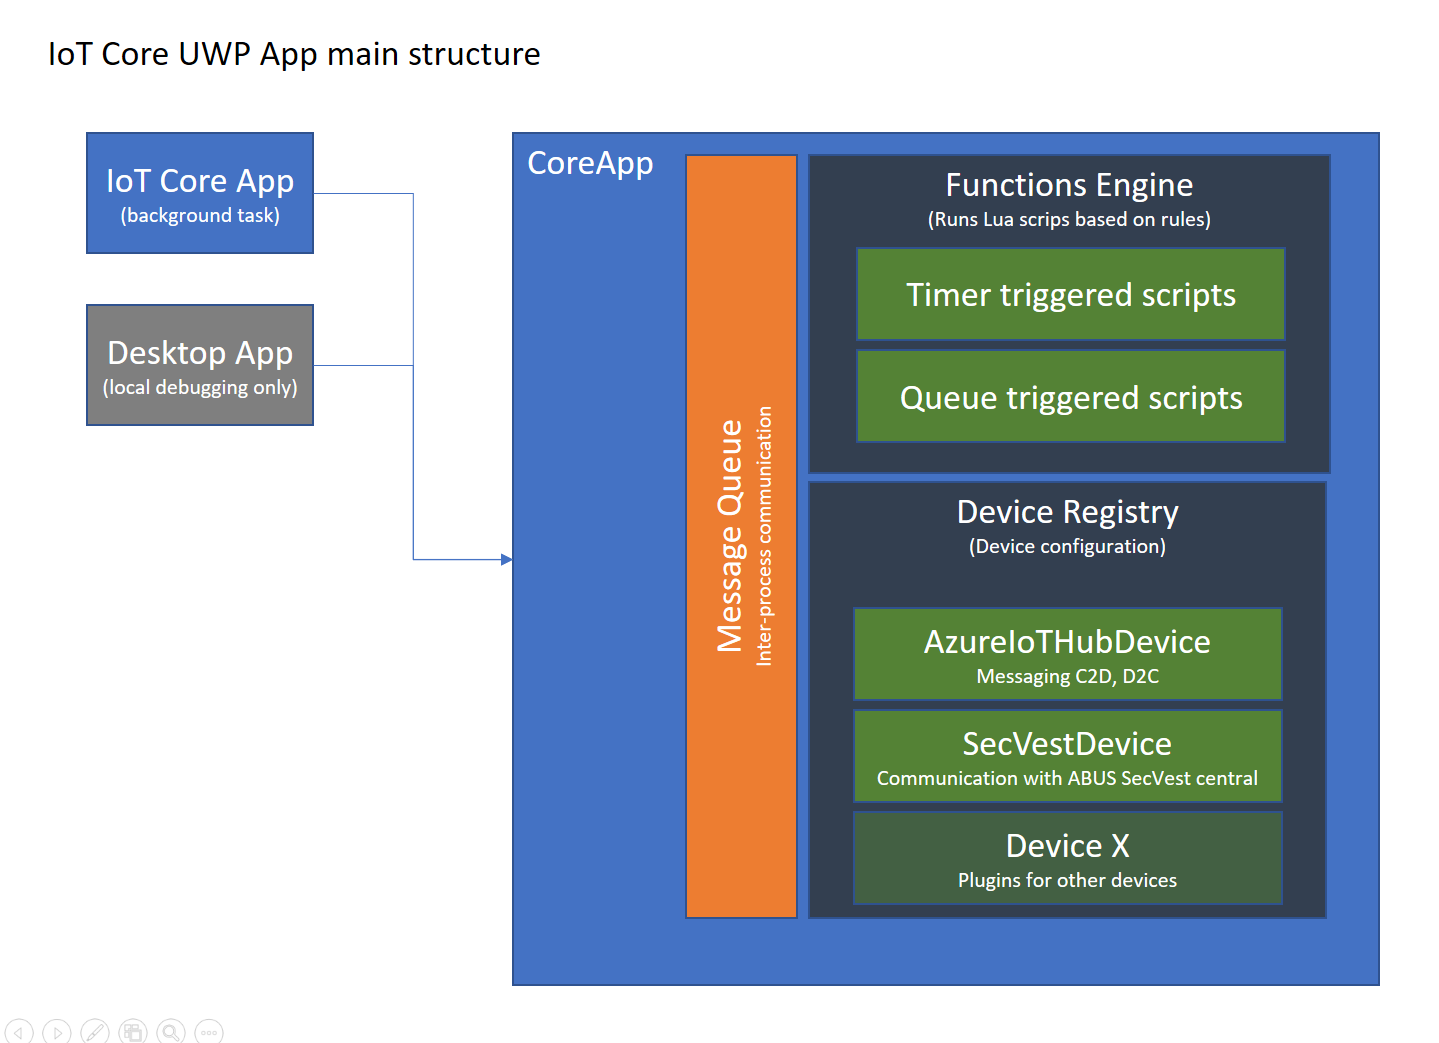 IoT Core UWP App main structure
IoT Core App
(background task)
Desktop App
(local debugging only)
CoreApp
Message Queue
Inter-process communication
Functions Engine
(Runs Lua scrips based on rules)
Timer triggered scripts
Queue triggered scripts
Device Registry
(Device configuration)
AzureIoTHubDevice
Messaging C2D, D2C
SecVestDevice
Communication with ABUS SecVest central
Device X
Plugins for other devices